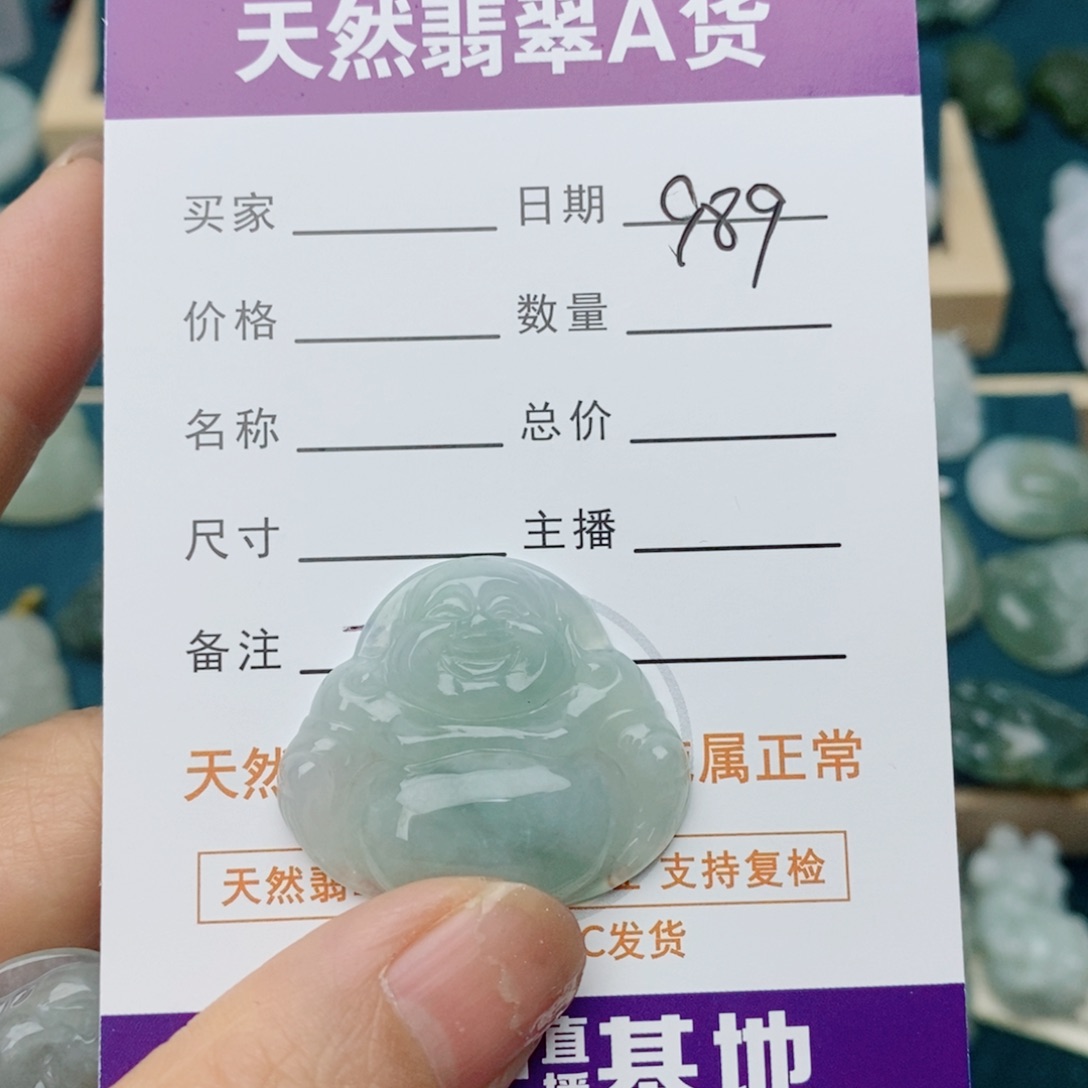 天然翡翠A货
买家 日期 989
价格 数量
名称 总价
尺寸 主播
备注
天然 属正常
天然翡 支持复检
C发货
直播 基地